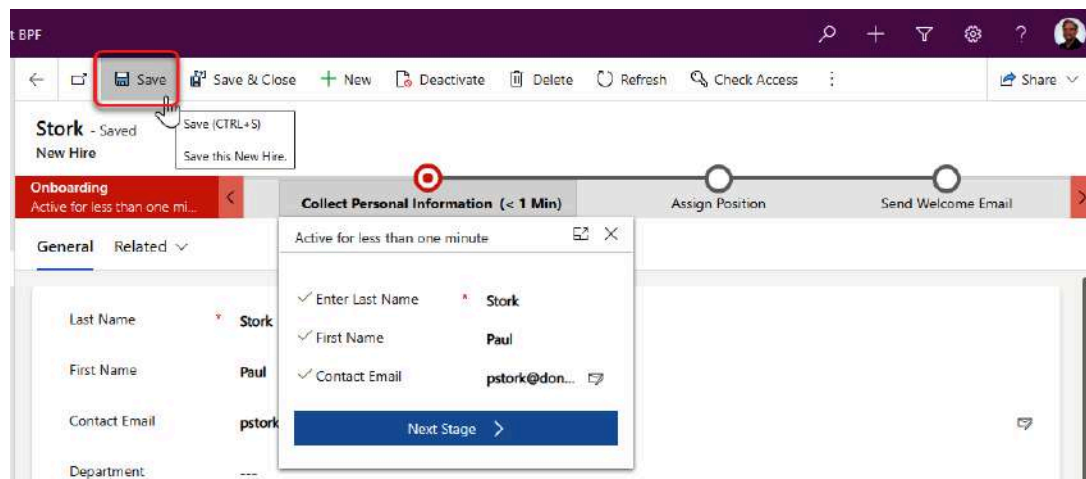 t BPF
Save
Save & Close
New
Deactivate
Delete
Refresh
Check Access
Share
Stork - Saved
New Hire
Save (CTRL+S)
Save this New Hire.
Onboarding
Active for less than one mi...
Collect Personal Information (< 1 Min)
Assign Position
Send Welcome Email
General
Related
Active for less than one minute
Enter Last Name * Stork
First Name Paul
Contact Email pstork@don...
Next Stage
Last Name * Stork
First Name Paul
Contact Email pstork
Department ---